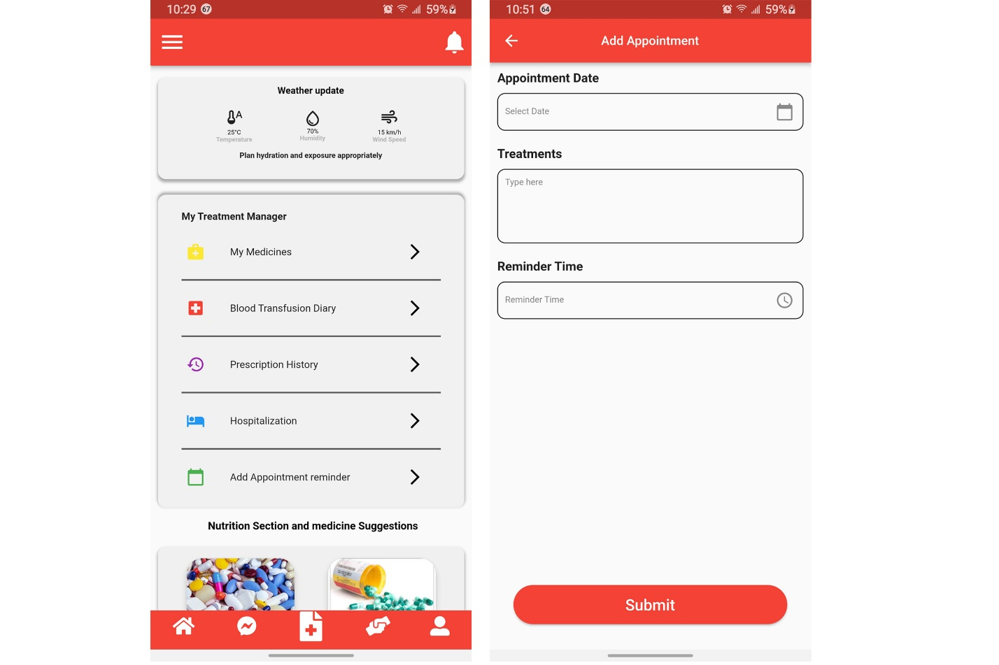 10:29 67 59%
Weather update
A
25°C
Temperature
70%
Humidity
15 km/h
Wind Speed
Plan hydration and exposure appropriately
My Treatment Manager
My Medicines
Blood Transfusion Diary
Prescription History
Hospitalization
Add Appointment reminder
Nutrition Section and medicine Suggestions
10:51 64 59%
Add Appointment
Appointment Date
Select Date
Treatments
Type here
Reminder Time
Reminder Time
Submit